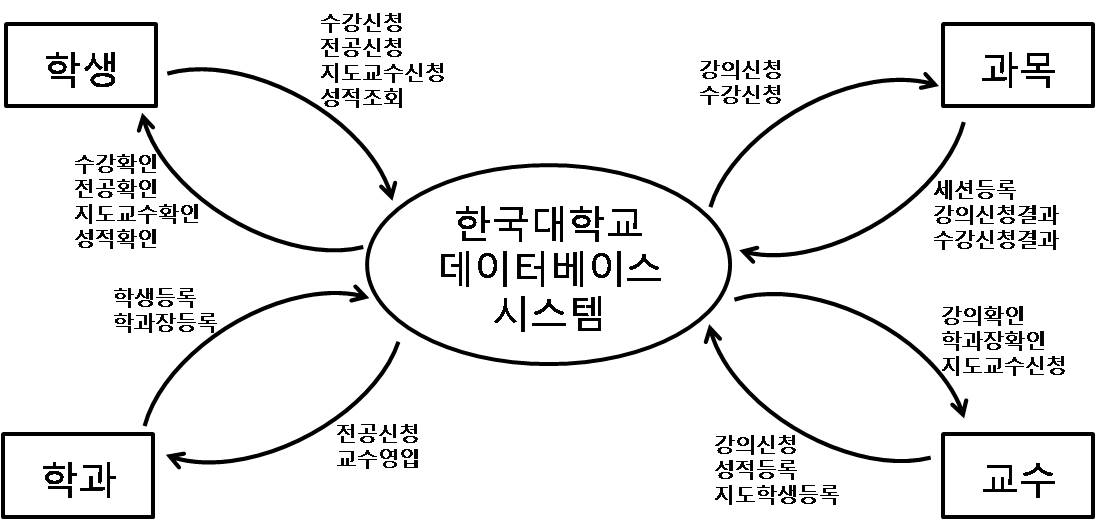 학생
수강신청
전공신청
지도교수신청
성적조회
강의신청
수강신청
과목
수강확인
전공확인
지도교수확인
성적확인
한국대학교
데이터베이스
시스템
세션등록
강의신청결과
수강신청결과
학생등록
학과장등록
강의확인
학과장확인
지도교수신청
학과
전공신청
교수영입
강의신청
성적등록
지도학생등록
교수